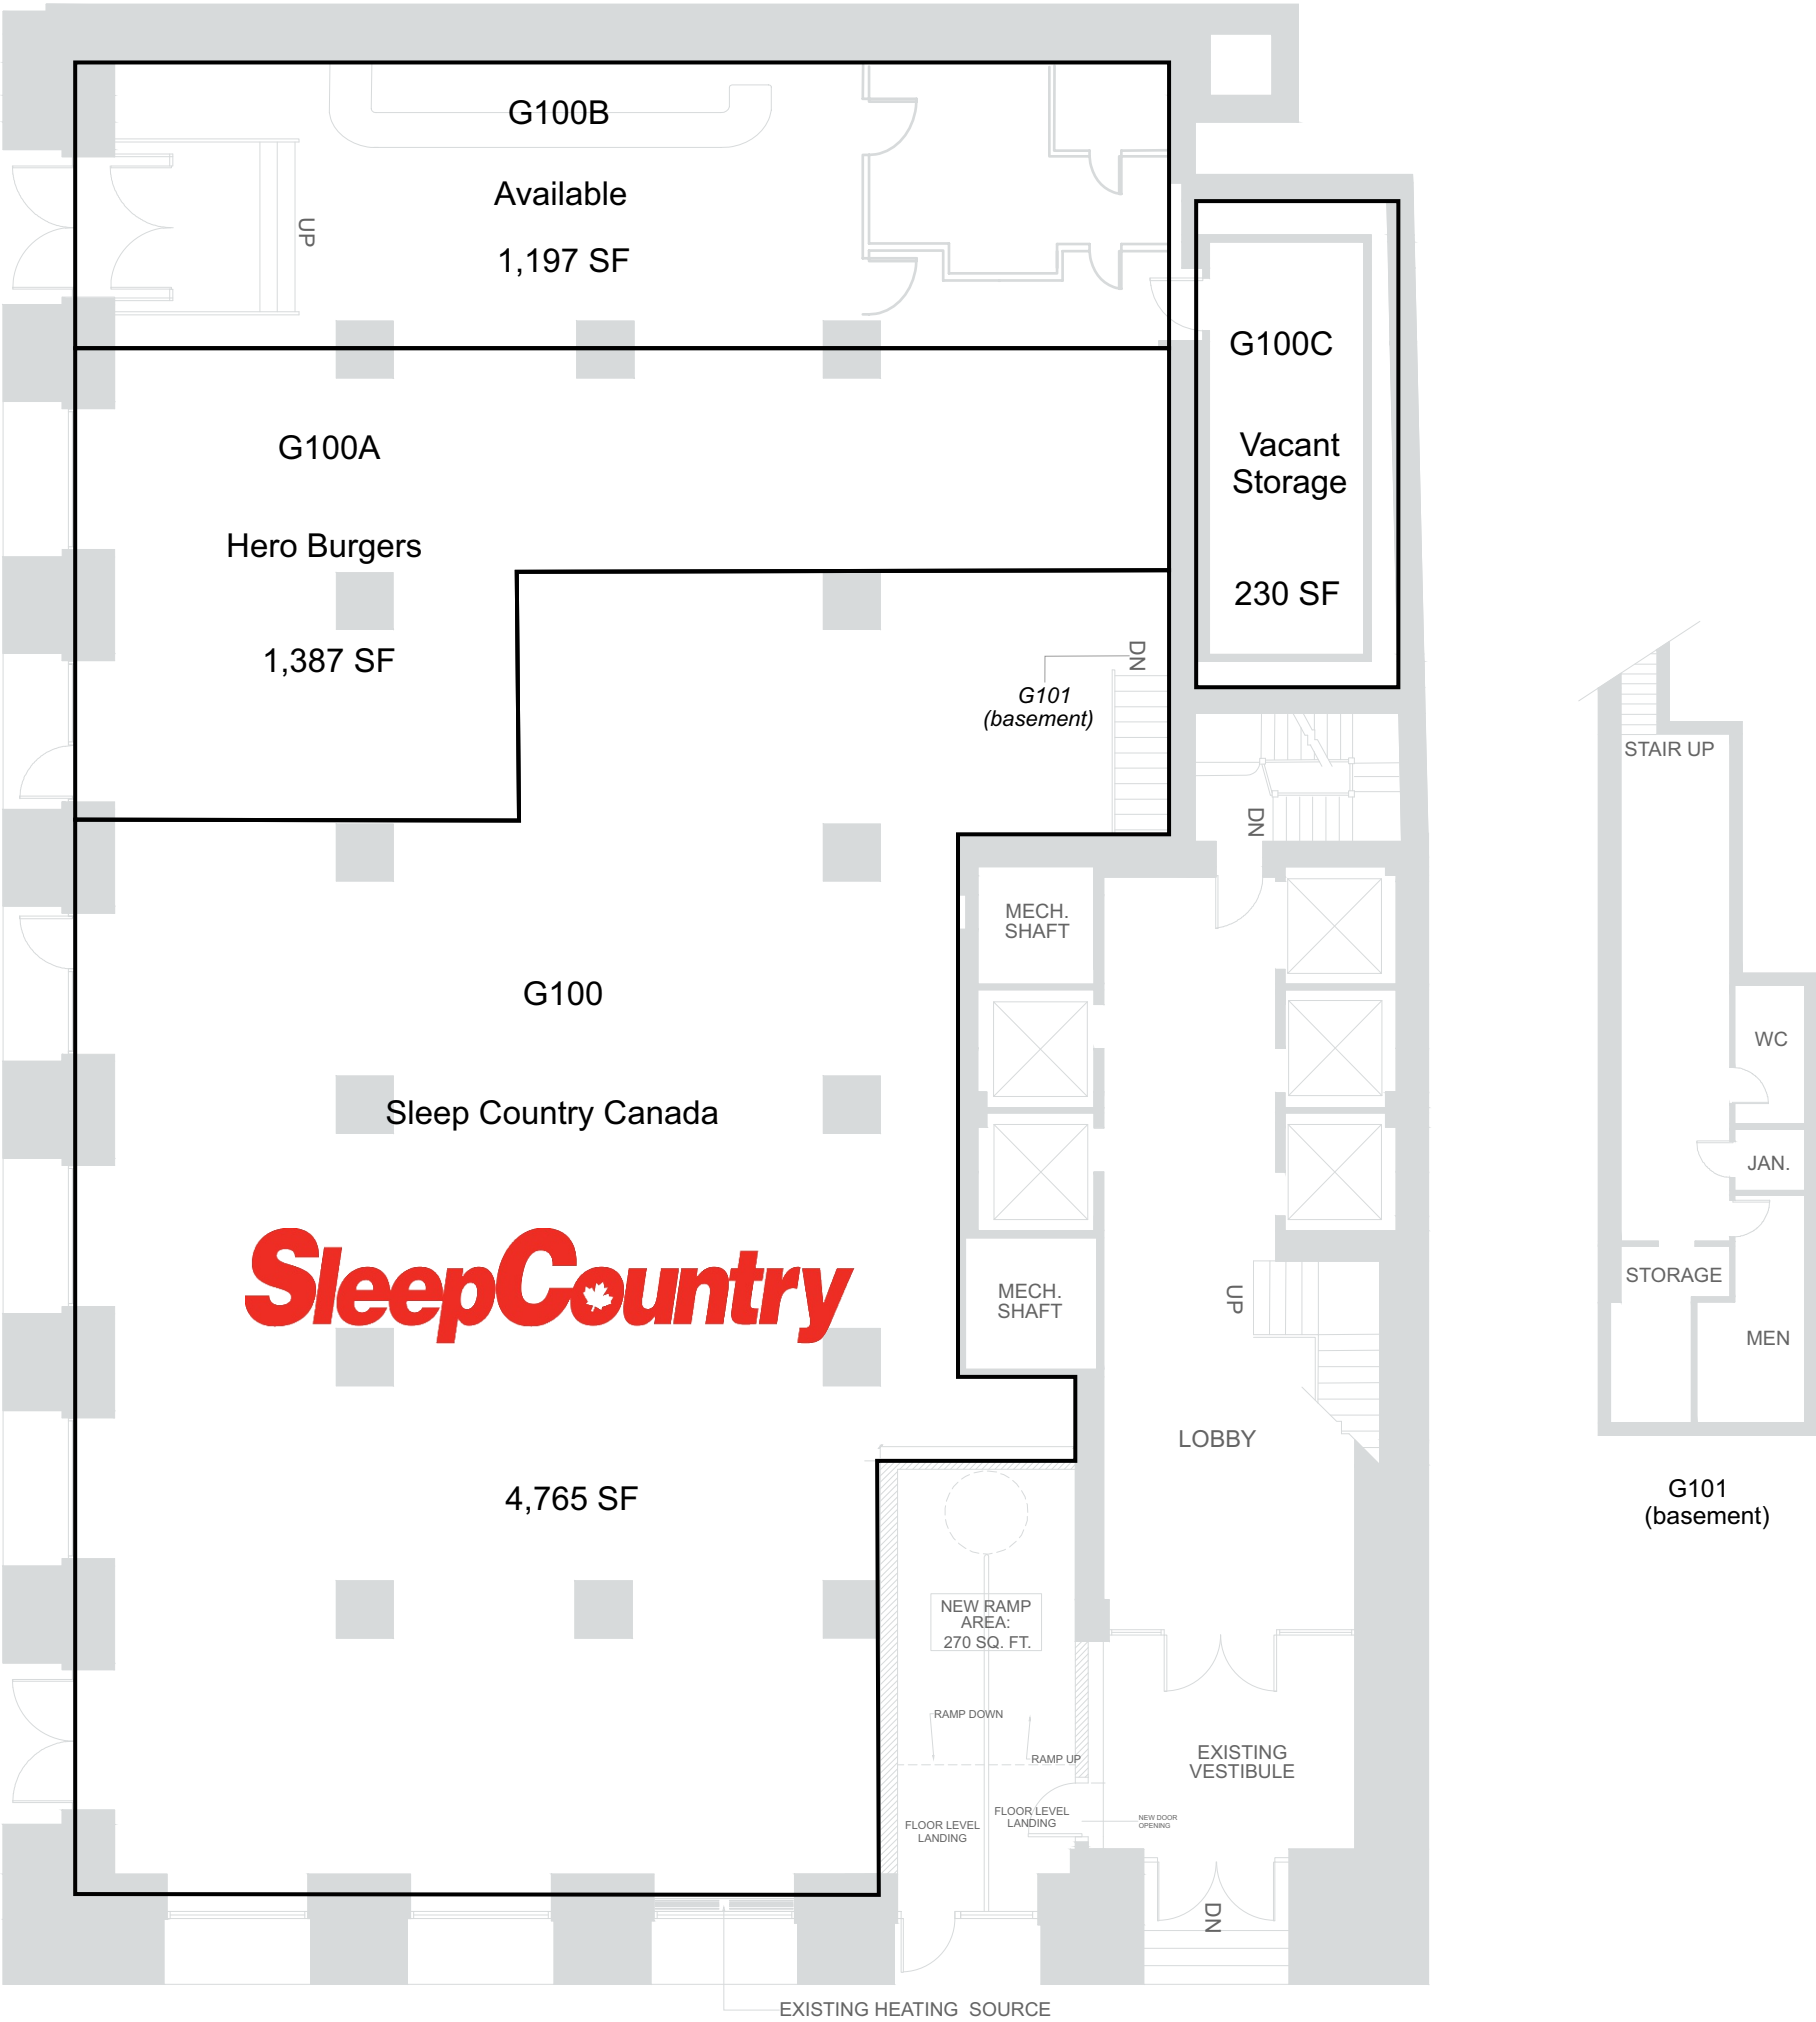 G100B
Available
1,197 SF
UP
G100C
Vacant
Storage
230 SF
G100A
Hero Burgers
1,387 SF
DN
G101
(basement)
STAIR UP
DN
MECH.
SHAFT
G100
Sleep Country Canada
WC
JAN.
SleepCountry
MECH.
SHAFT
UP
STORAGE
MEN
LOBBY
4,765 SF
G101
(basement)
NEW RAMP
AREA:
270 SQ. FT.
RAMP DOWN
RAMP UP
EXISTING
VESTIBULE
FLOOR LEVEL
LANDING
FLOOR LEVEL
LANDING
NEW DOOR
OPENING
DN
EXISTING HEATING SOURCE